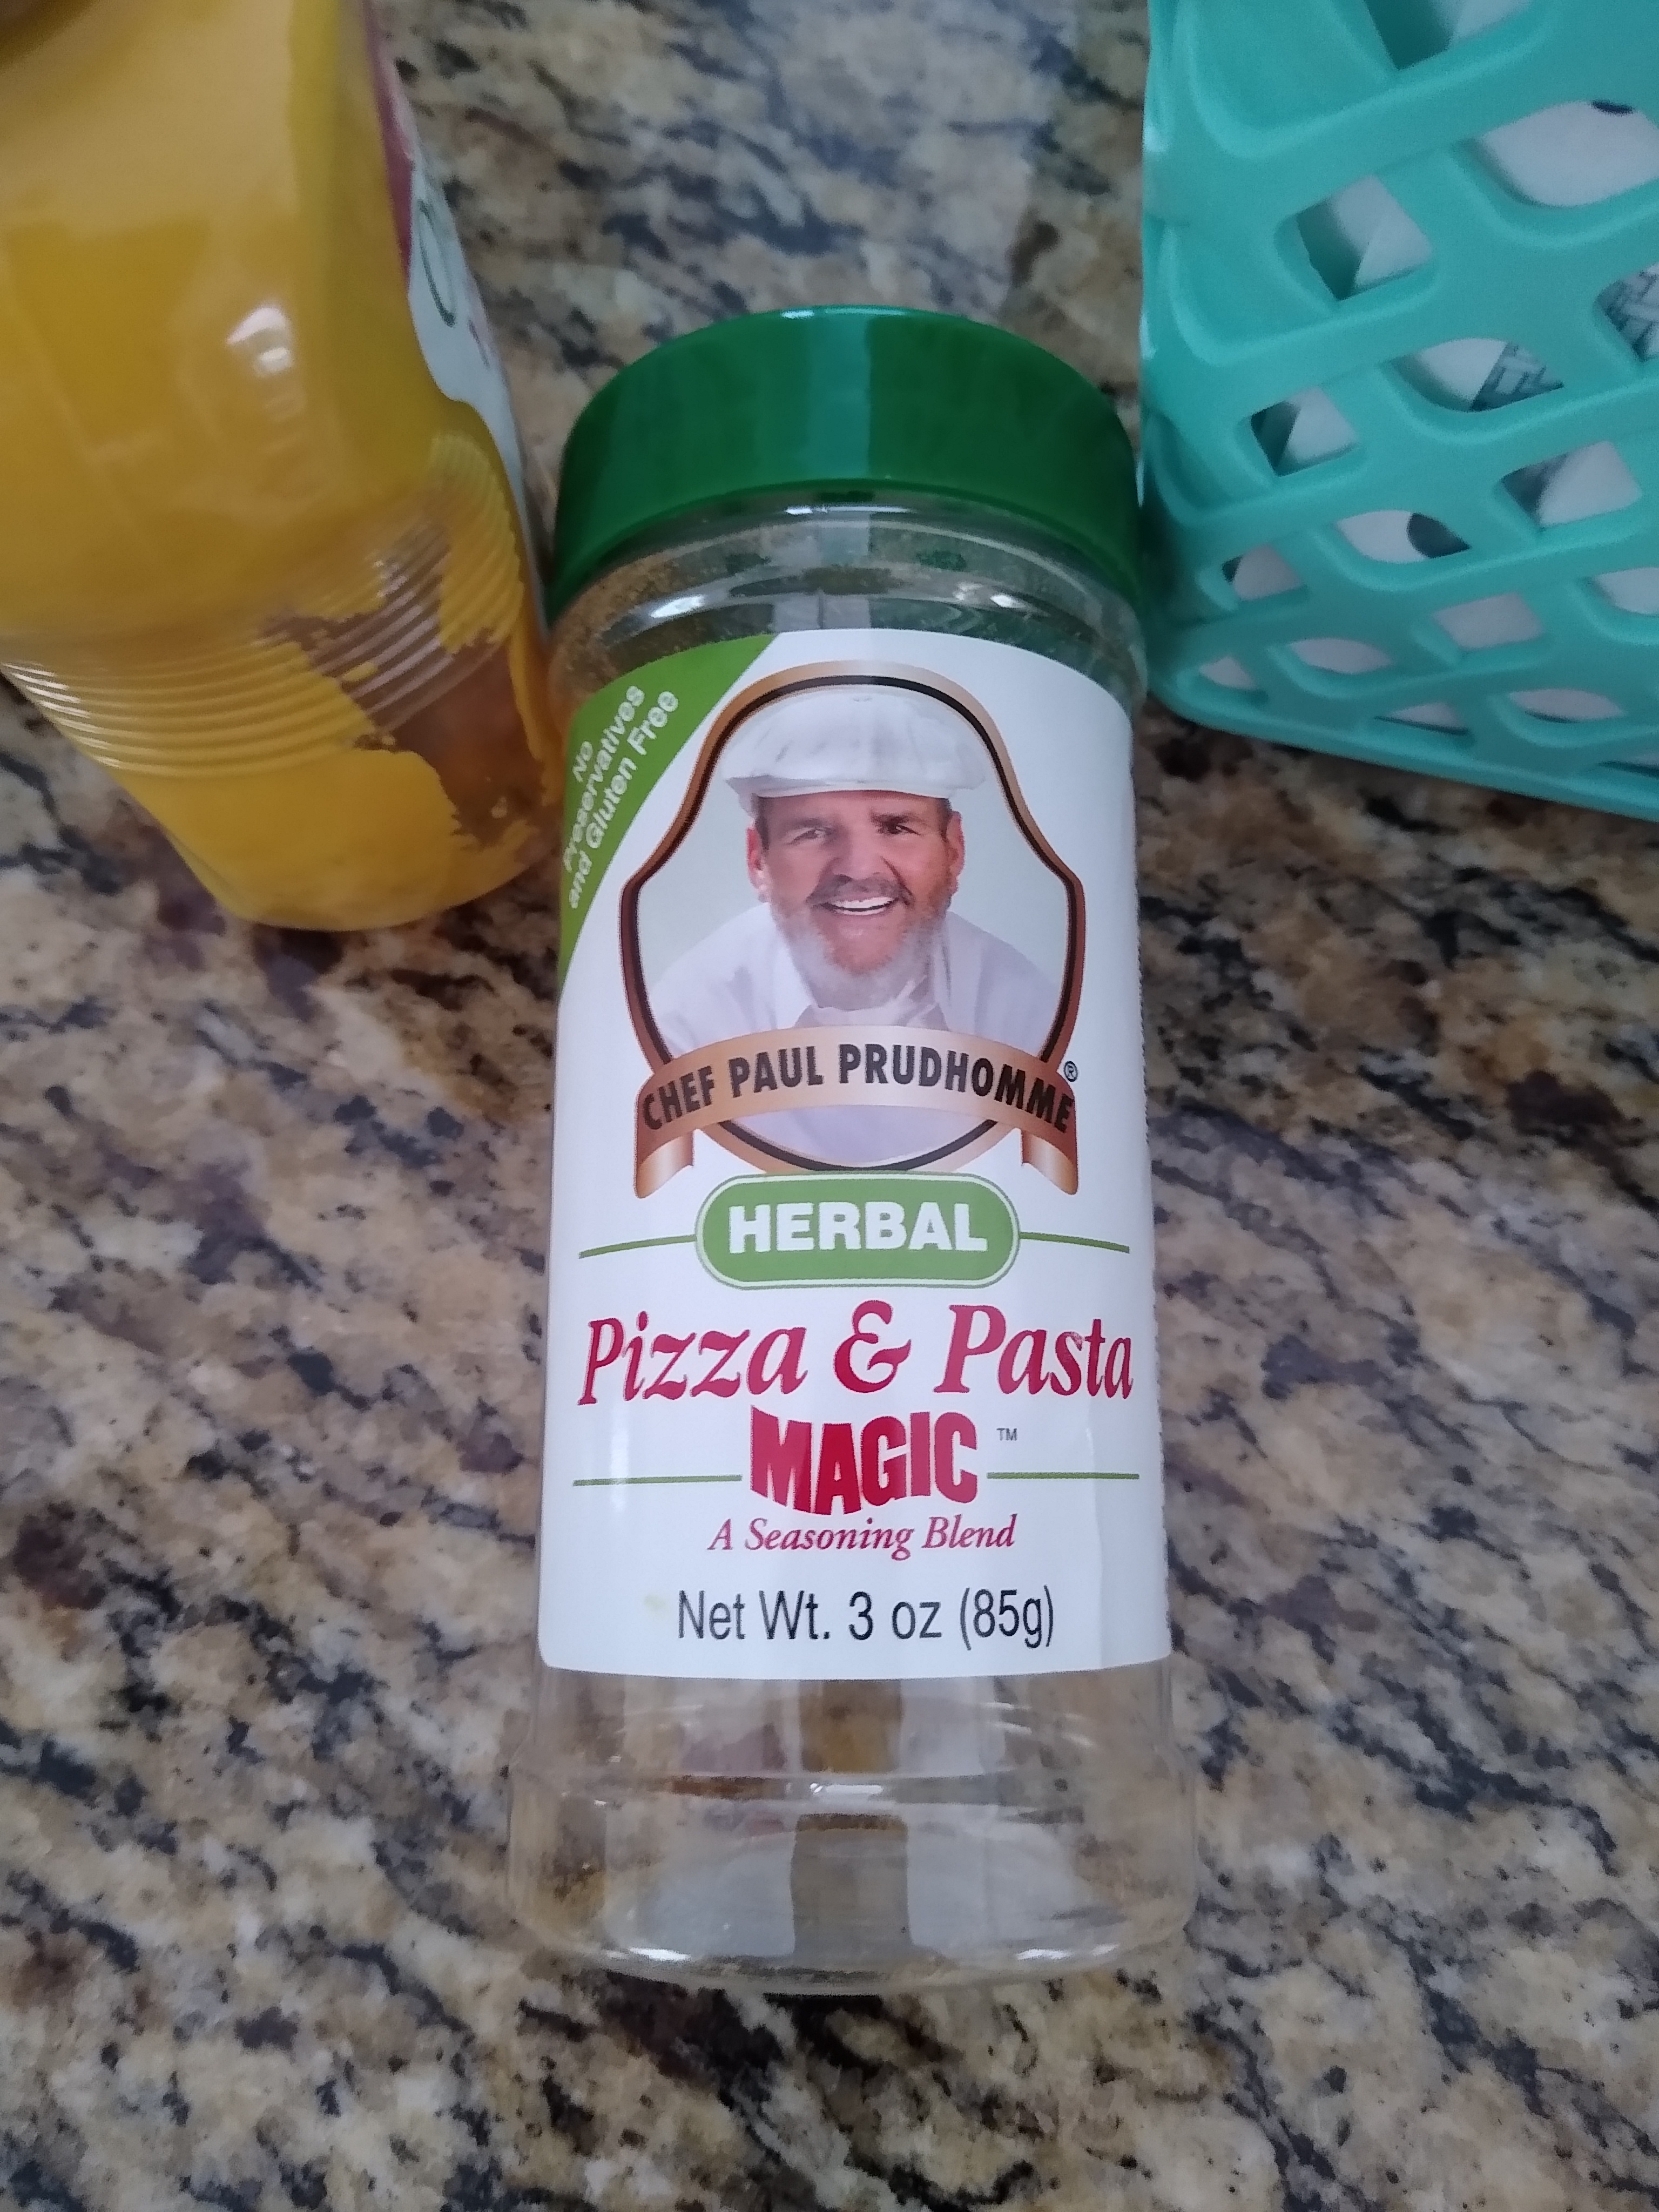 No
Preservatives
and Gluten Free
CHEF PAUL PRUDHOMME®
HERBAL
Pizza & Pasta
MAGIC™
A Seasoning Blend
Net Wt. 3 oz (85g)